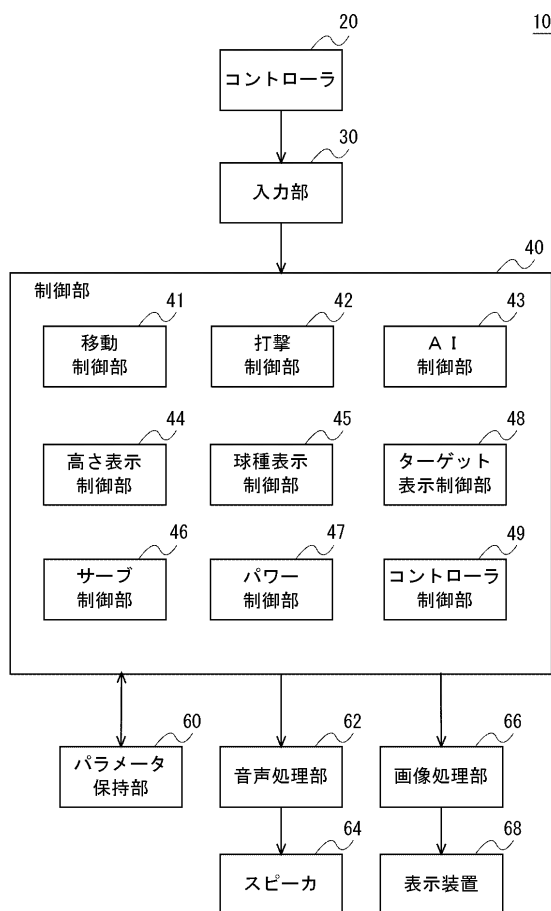 20
10
コントローラ
30
入力部
40
制御部
41
42
43
移動
制御部
打撃
制御部
ＡＩ
制御部
44
45
48
高さ表示
制御部
球種表示
制御部
ターゲット
表示制御部
46
47
49
サーブ
制御部
パワー
制御部
コントローラ
制御部
60
62
66
パラメータ
保持部
音声処理部
画像処理部
64
68
スピーカ
表示装置